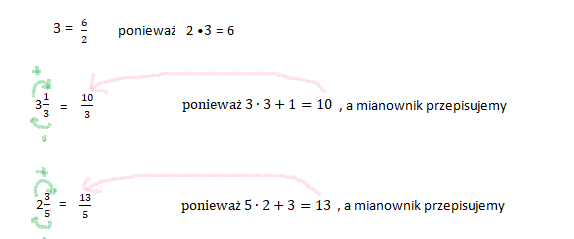 3 = 6/2 ponieważ 2 •3 = 6
3 1/3 = 10/3 ponieważ 3 · 3 + 1 = 10 , a mianownik przepisujemy
2 3/5 = 13/5 ponieważ 5 · 2 + 3 = 13 , a mianownik przepisujemy